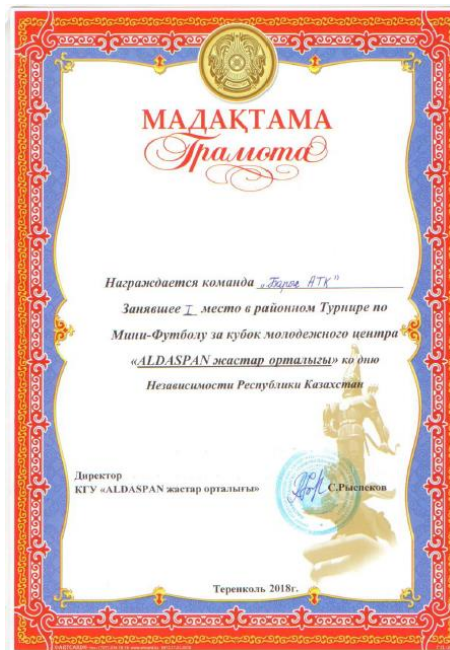 МАДАҚТАМА
Грамота
Награждается команда „Барс АТК"
Занявшее I место в районном Турнире по
Мини-Футболу за кубок молодежного центра
«ALDASPAN жастар орталығы» ко дню
Независимости Республики Казахстан
Директор
КГУ «ALDASPAN жастар орталығы»
С.Рыспеков
Теренколь 2018г.